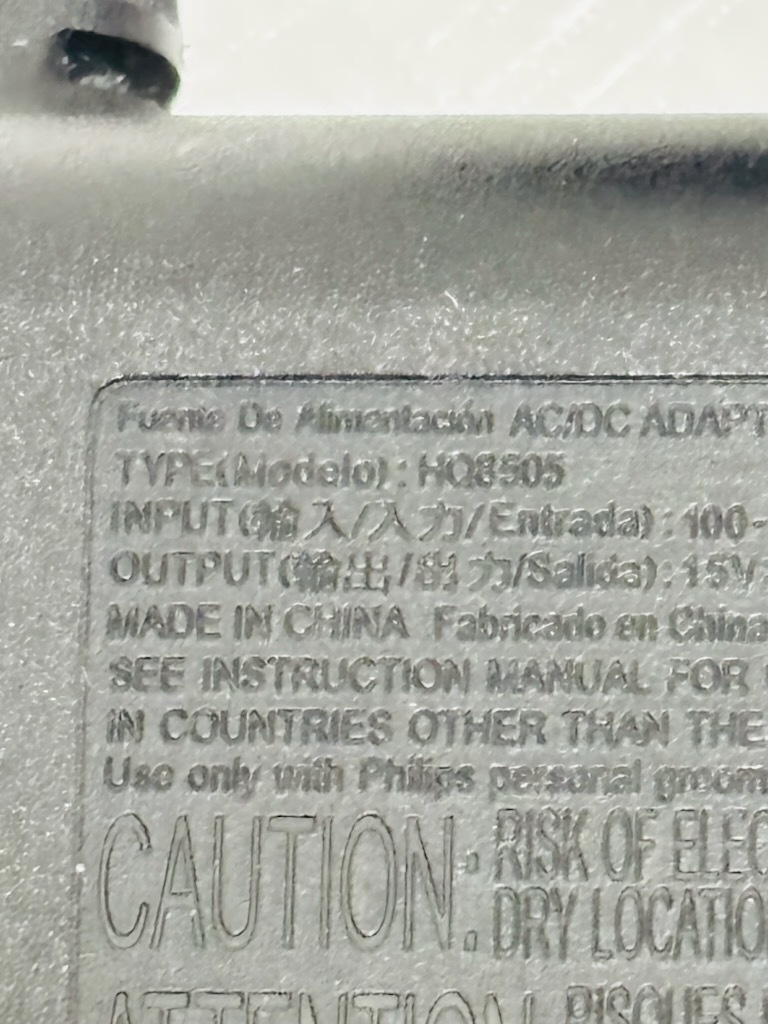 Fuente De Alimentación AC/DC ADAPT
TYPE(Modelo): HQ8505
INPUT(输入/入力/Entrada): 100-
OUTPUT(输出/出力/Salida): 15V
MADE IN CHINA Fabricado en China
SEE INSTRUCTION MANUAL FOR
IN COUNTRIES OTHER THAN THE
Use only with Philips personal groom
CAUTION: RISK OF ELEC
DRY LOCATIO
ATTENTION RISQUES